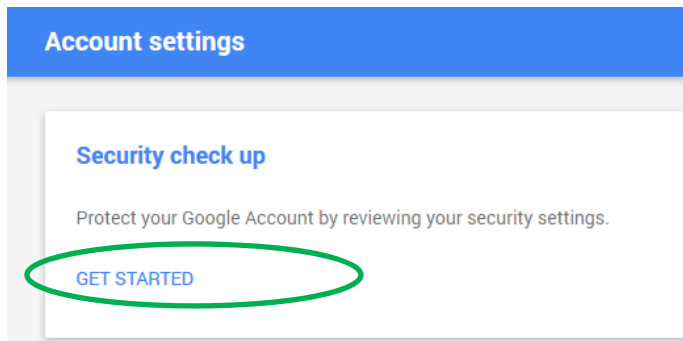 Account settings
Security check up
Protect your Google Account by reviewing your security settings.
GET STARTED